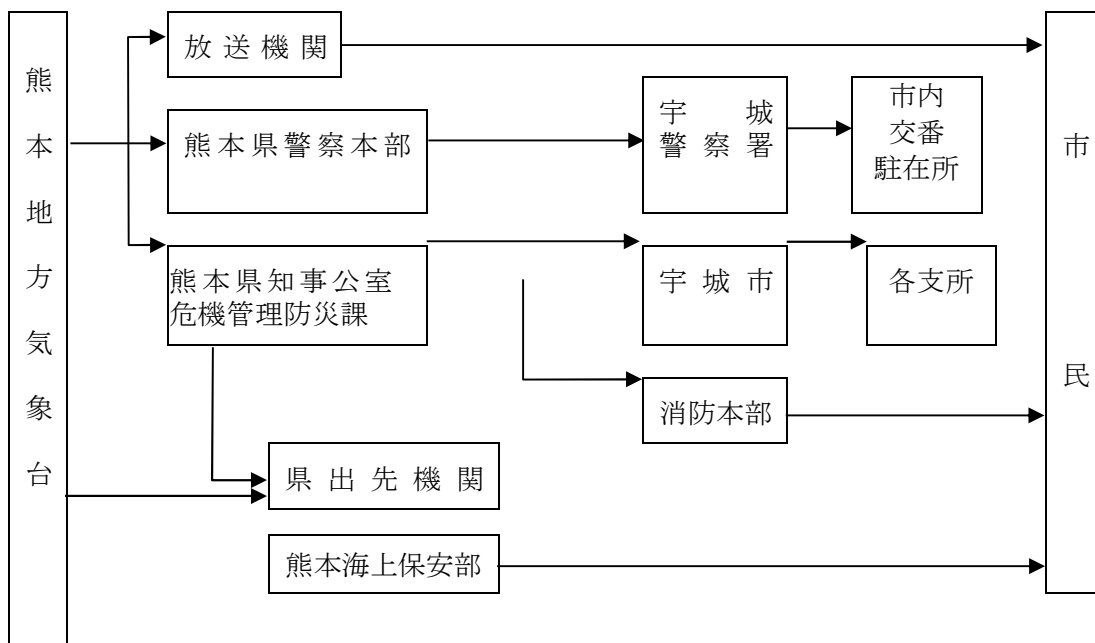 熊本地方気象台
放送機関
熊本県警察本部
宇城
警察署
市内
交番
駐在所
熊本県知事公室
危機管理防災課
宇城市
各支所
消防本部
県出先機関
熊本海上保安部
市民